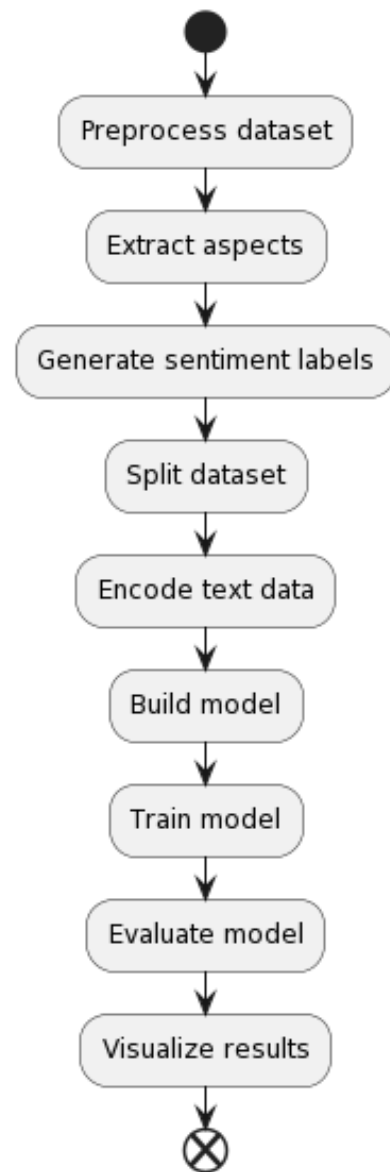 Preprocess dataset
Extract aspects
Generate sentiment labels
Split dataset
Encode text data
Build model
Train model
Evaluate model
Visualize results